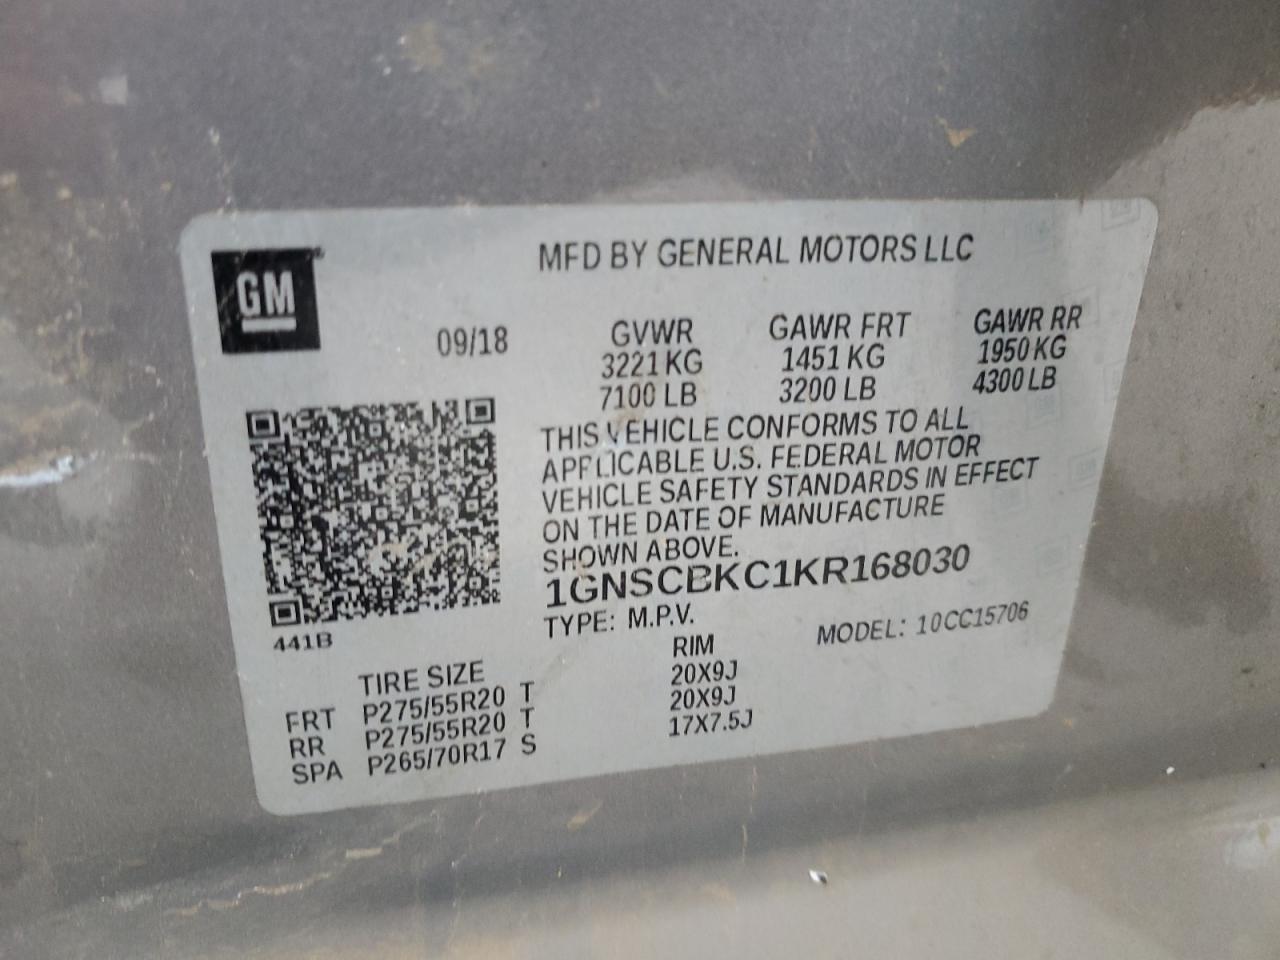 GM
MFD BY GENERAL MOTORS LLC
09/18
GVWR GAWR FRT GAWR RR
3221 KG 1451 KG 1950 KG
7100 LB 3200 LB 4300 LB
THIS VEHICLE CONFORMS TO ALL
APPLICABLE U.S. FEDERAL MOTOR
VEHICLE SAFETY STANDARDS IN EFFECT
ON THE DATE OF MANUFACTURE
SHOWN ABOVE.
1GNSCBKC1KR168030
TYPE: M.P.V. MODEL: 10CC15706
441B
TIRE SIZE RIM
FRT P275/55R20 T 20X9J
RR P275/55R20 T 20X9J
SPA P265/70R17 S 17X7.5J